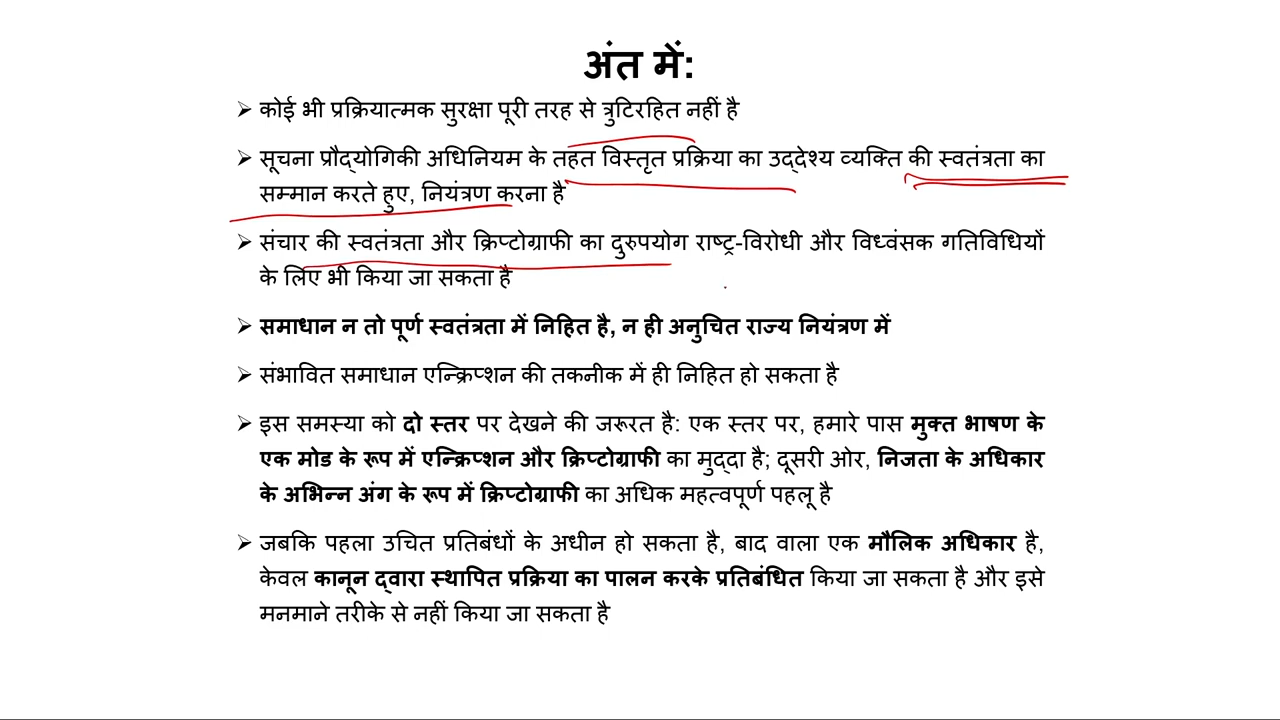 अंत में:
➢ कोई भी प्रक्रियात्मक सुरक्षा पूरी तरह से त्रुटिरहित नहीं है
➢ सूचना प्रौद्योगिकी अधिनियम के तहत विस्तृत प्रक्रिया का उद्देश्य व्यक्ति की स्वतंत्रता का
सम्मान करते हुए, नियंत्रण करना है
➢ संचार की स्वतंत्रता और क्रिप्टोग्राफी का दुरुपयोग राष्ट्र-विरोधी और विध्वंसक गतिविधियों
के लिए भी किया जा सकता है
➢ समाधान न तो पूर्ण स्वतंत्रता में निहित है, न ही अनुचित राज्य नियंत्रण में
➢ संभावित समाधान एन्क्रिप्शन की तकनीक में ही निहित हो सकता है
➢ इस समस्या को दो स्तर पर देखने की जरूरत है: एक स्तर पर, हमारे पास मुक्त भाषण के
एक मोड के रूप में एन्क्रिप्शन और क्रिप्टोग्राफी का मुद्दा है; दूसरी ओर, निजता के अधिकार
के अभिन्न अंग के रूप में क्रिप्टोग्राफी का अधिक महत्वपूर्ण पहलू है
➢ जबकि पहला उचित प्रतिबंधों के अधीन हो सकता है, बाद वाला एक मौलिक अधिकार है,
केवल कानून द्वारा स्थापित प्रक्रिया का पालन करके प्रतिबंधित किया जा सकता है और इसे
मनमाने तरीके से नहीं किया जा सकता है